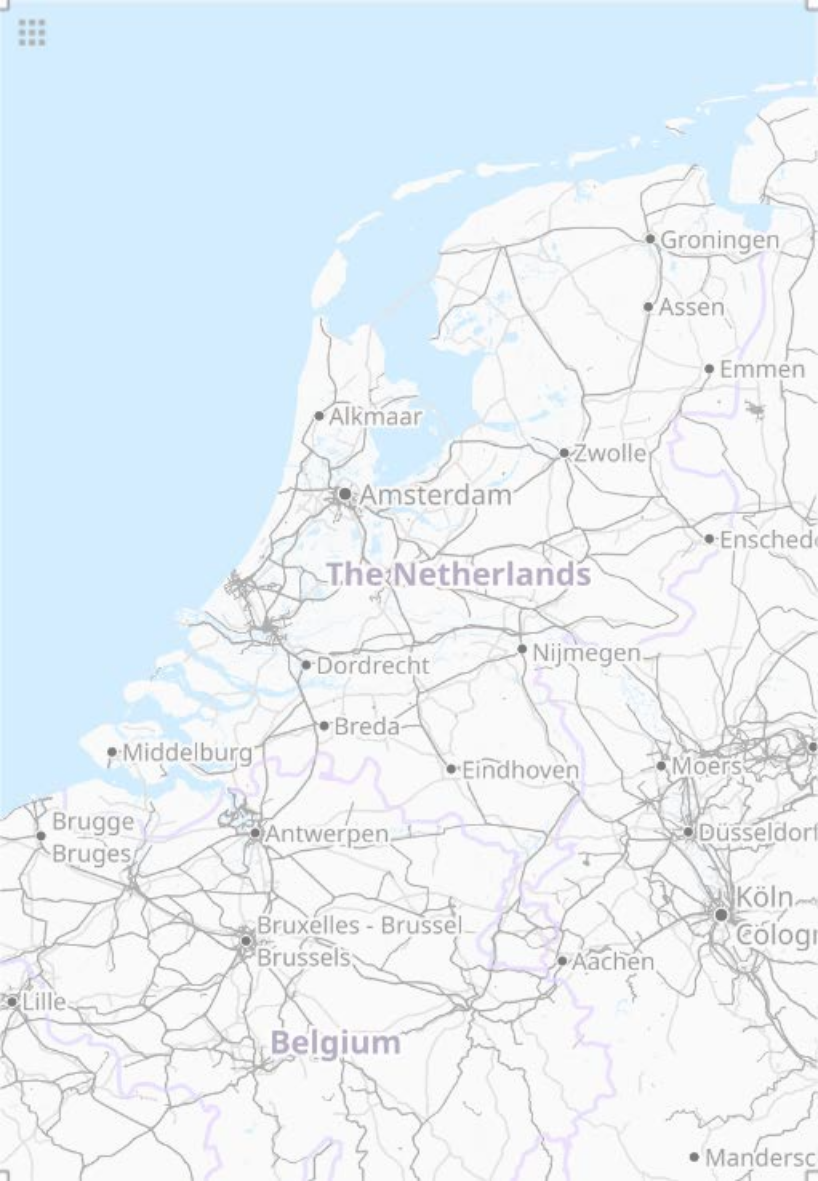 Groningen
Assen
Emmen
Alkmaar
Zwolle
Amsterdam
Ensched
The Netherlands
Nijmegen
Dordrecht
Breda
Middelburg
Moers
Eindhoven
Brugge
Bruges
Antwerpen
Düsseldorf
Köln
Cologn
Bruxelles - Brussel
Brussels
Aachen
Lille
Belgium
Mandersc